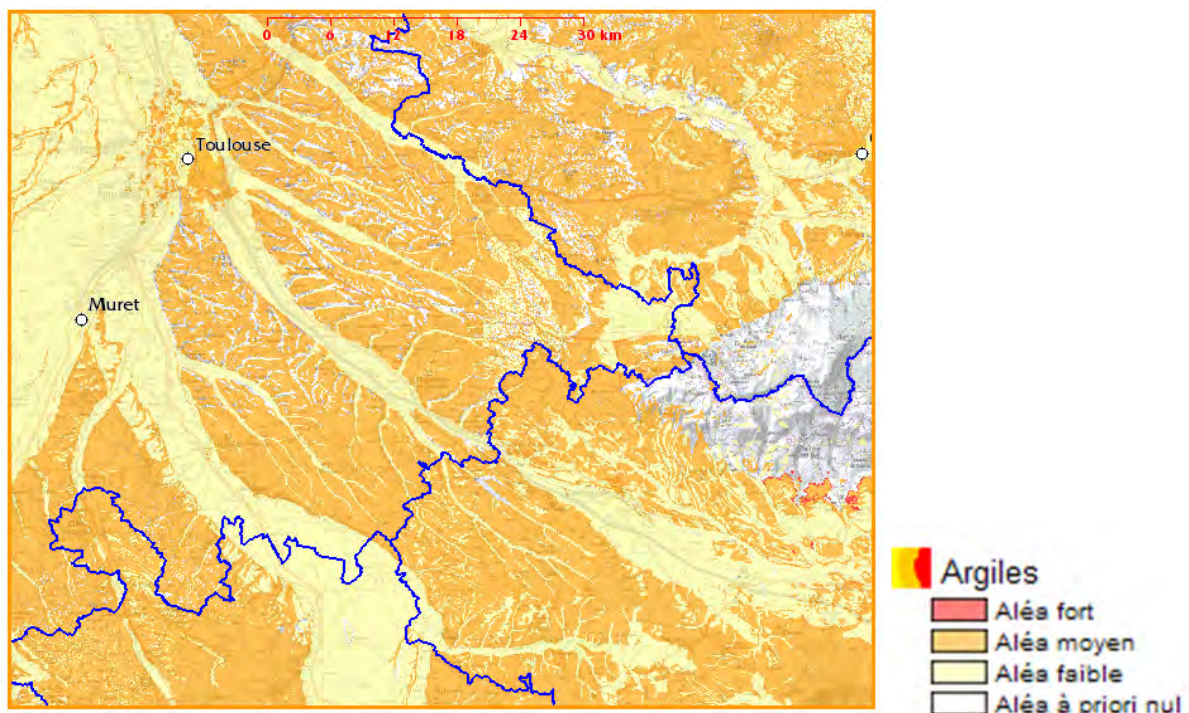 0 6 12 18 24 30 km
Toulouse
Muret
Argiles
Aléa fort
Aléa moyen
Aléa faible
Aléa à priori nul